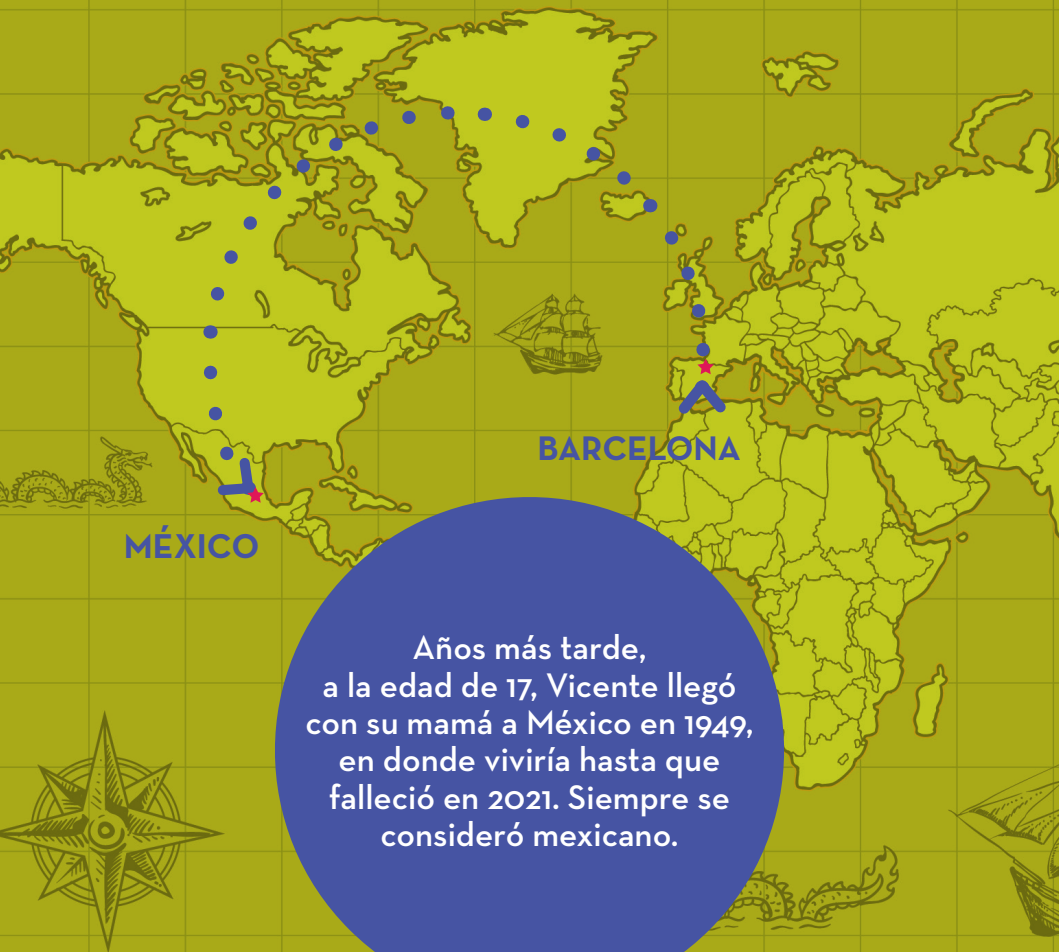 BARCELONA
MÉXICO
Años más tarde,
a la edad de 17, Vicente llegó
con su mamá a México en 1949,
en donde viviría hasta que
falleció en 2021. Siempre se
consideró mexicano.